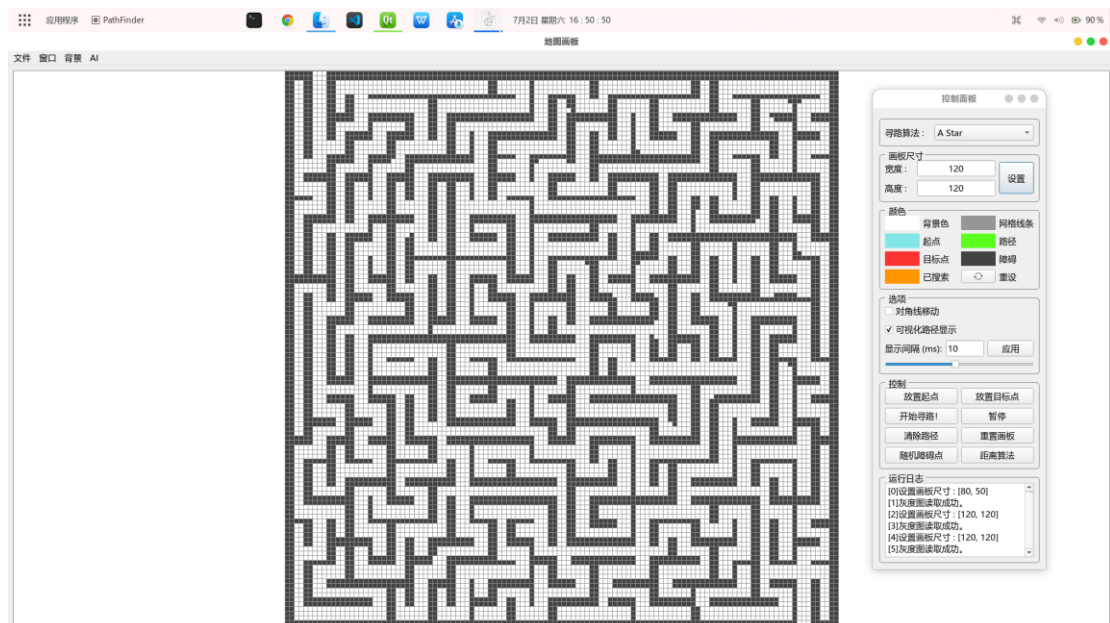 应用程序 PathFinder 7月2日 星期六 16 : 50 : 50 90 %
地图画板
文件 窗口 背景 AI
控制面板
寻路算法： A Star
画板尺寸
宽度： 120
设置
高度： 120
颜色
背景色 网格线条
起点 路径
目标点 障碍
已搜索 重设
选项
对角线移动
可视化路径显示
显示间隔 (ms): 10 应用
控制
放置起点 放置目标点
开始寻路! 暂停
清除路径 重置画板
随机障碍点 距离算法
运行日志
[0]设置画板尺寸 : [80, 50]
[1]灰度图读取成功。
[2]设置画板尺寸 : [120, 120]
[3]灰度图读取成功。
[4]设置画板尺寸 : [120, 120]
[5]灰度图读取成功。